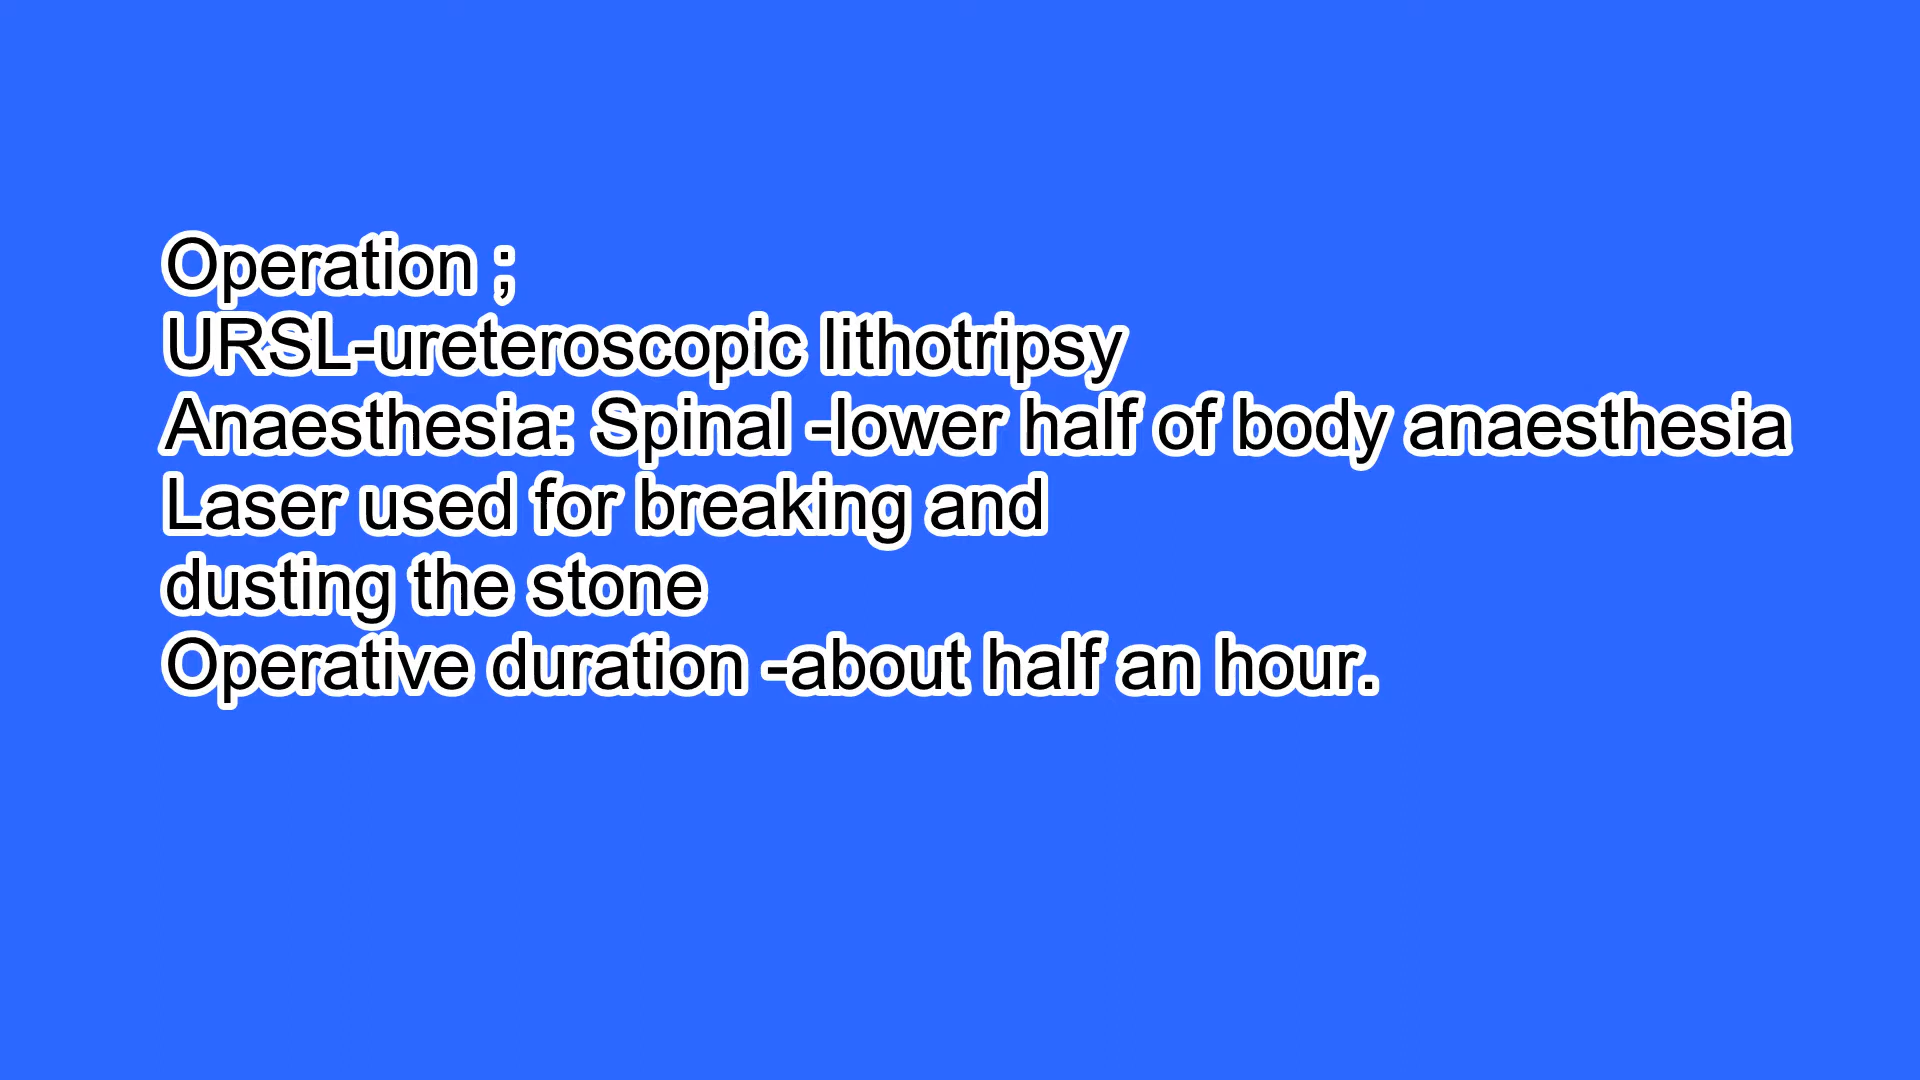 Operation ;
URSL-ureteroscopic lithotripsy
Anaesthesia: Spinal -lower half of body anaesthesia
Laser used for breaking and
dusting the stone
Operative duration -about half an hour.